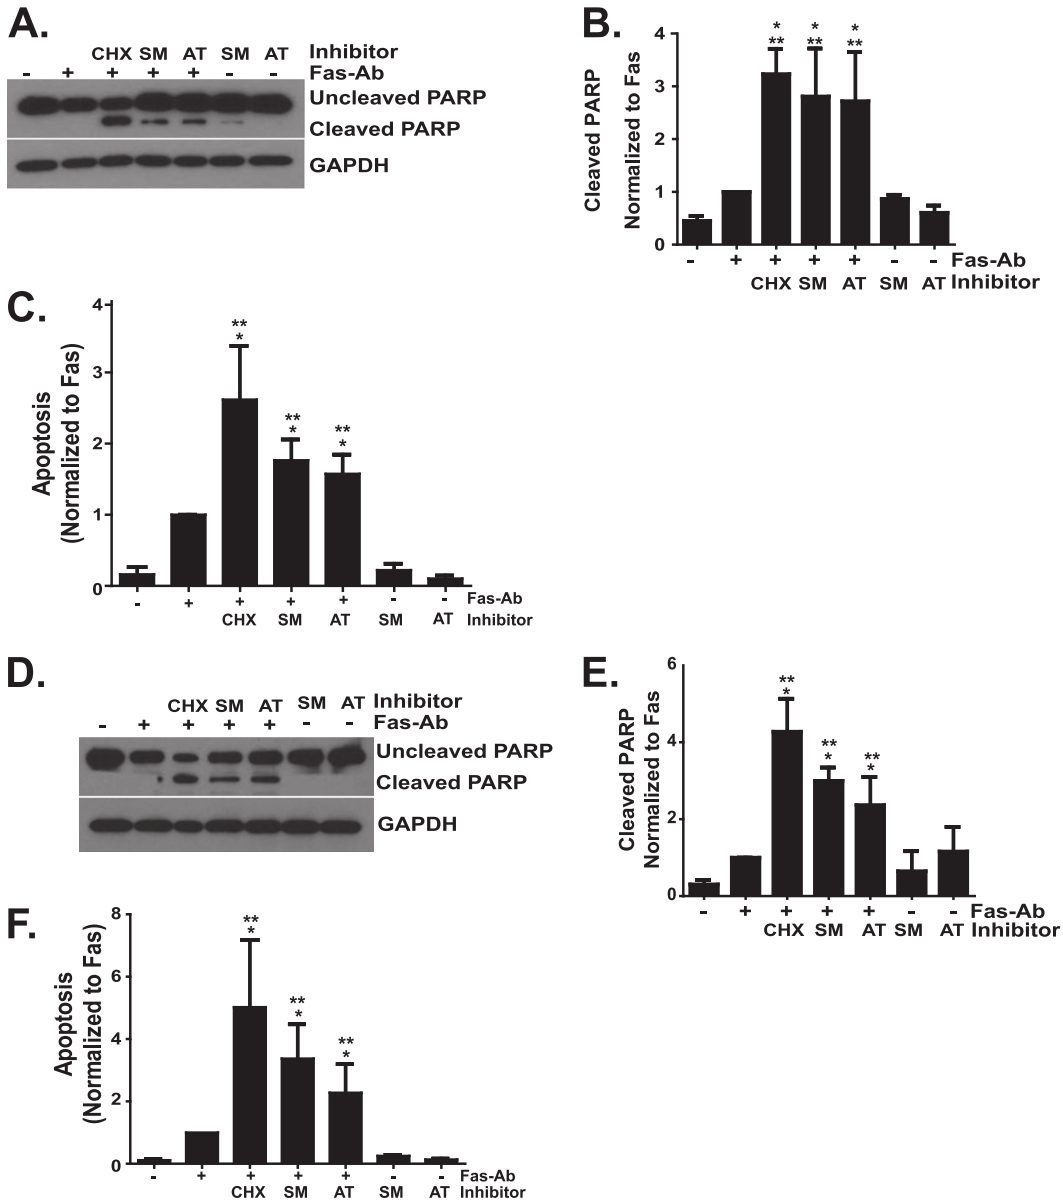 A.
CHX SM AT SM AT Inhibitor
- + + + + - - Fas-Ab
Uncleaved PARP
Cleaved PARP
GAPDH
B.
Cleaved PARP
Normalized to Fas
4
3
2
1
0
* * *
** ** **
- + + + + - - Fas-Ab
CHX SM AT SM AT Inhibitor
C.
Apoptosis
(Normalized to Fas)
4
3
2
1
0
** ** **
* * *
- + + + + - - Fas-Ab
CHX SM AT SM AT Inhibitor
D.
CHX SM AT SM AT Inhibitor
- + + + + - - Fas-Ab
Uncleaved PARP
Cleaved PARP
GAPDH
E.
Cleaved PARP
Normalized to Fas
6
4
2
0
** ** **
* * *
- + + + + - - Fas-Ab
CHX SM AT SM AT Inhibitor
F.
Apoptosis
(Normalized to Fas)
8
6
4
2
0
** ** **
* * *
- + + + + - - Fas-Ab
CHX SM AT SM AT Inhibitor